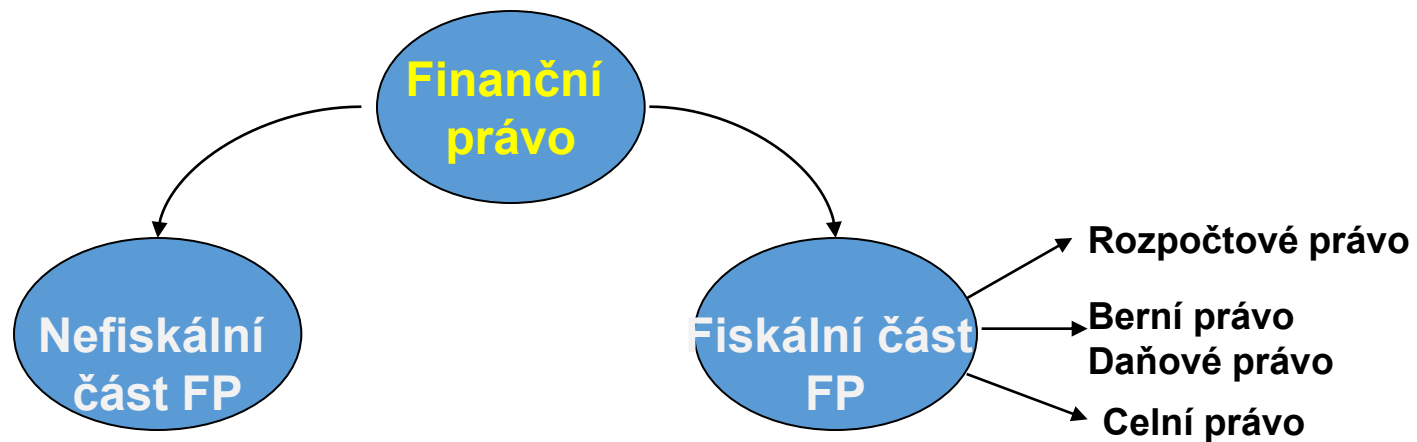 Finanční
právo
Nefiskální
část FP
Fiskální část
FP
Rozpočtové právo
Berní právo
Daňové právo
Celní právo